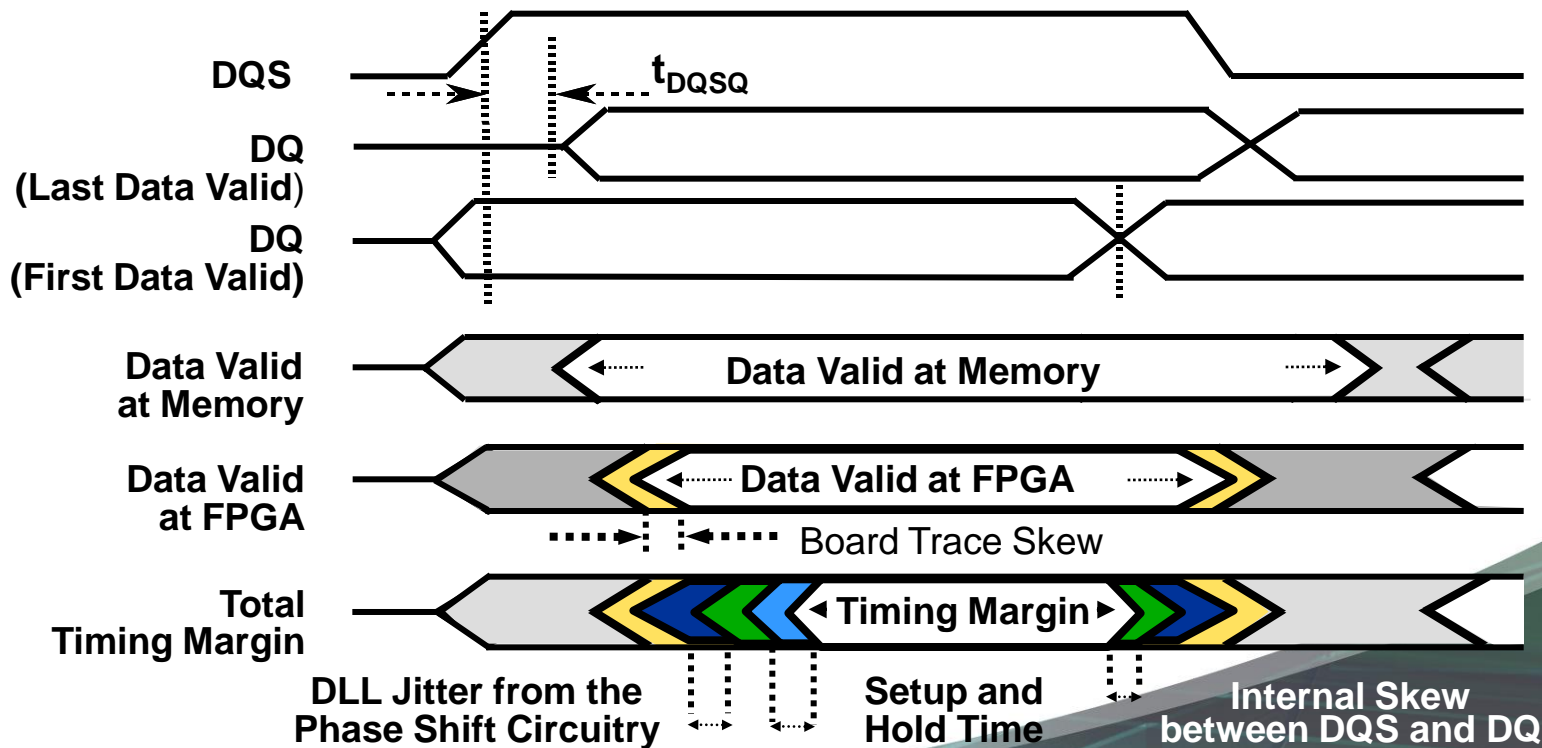 DQS
tDQSQ
DQ
(Last Data Valid)
DQ
(First Data Valid)
Data Valid
at Memory
Data Valid at Memory
Data Valid
at FPGA
Data Valid at FPGA
Board Trace Skew
Total
Timing Margin
Timing Margin
DLL Jitter from the
Phase Shift Circuitry
Setup and
Hold Time
Internal Skew
between DQS and DQ